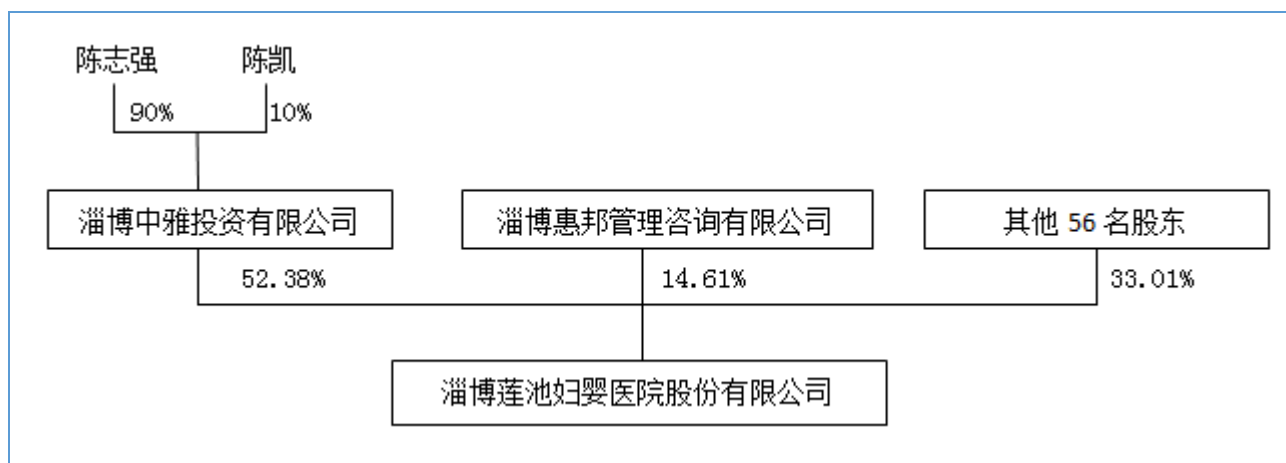 陈志强 陈凯
90% 10%
淄博中雅投资有限公司 淄博惠邦管理咨询有限公司 其他 56 名股东
52.38% 14.61% 33.01%
淄博莲池妇婴医院股份有限公司